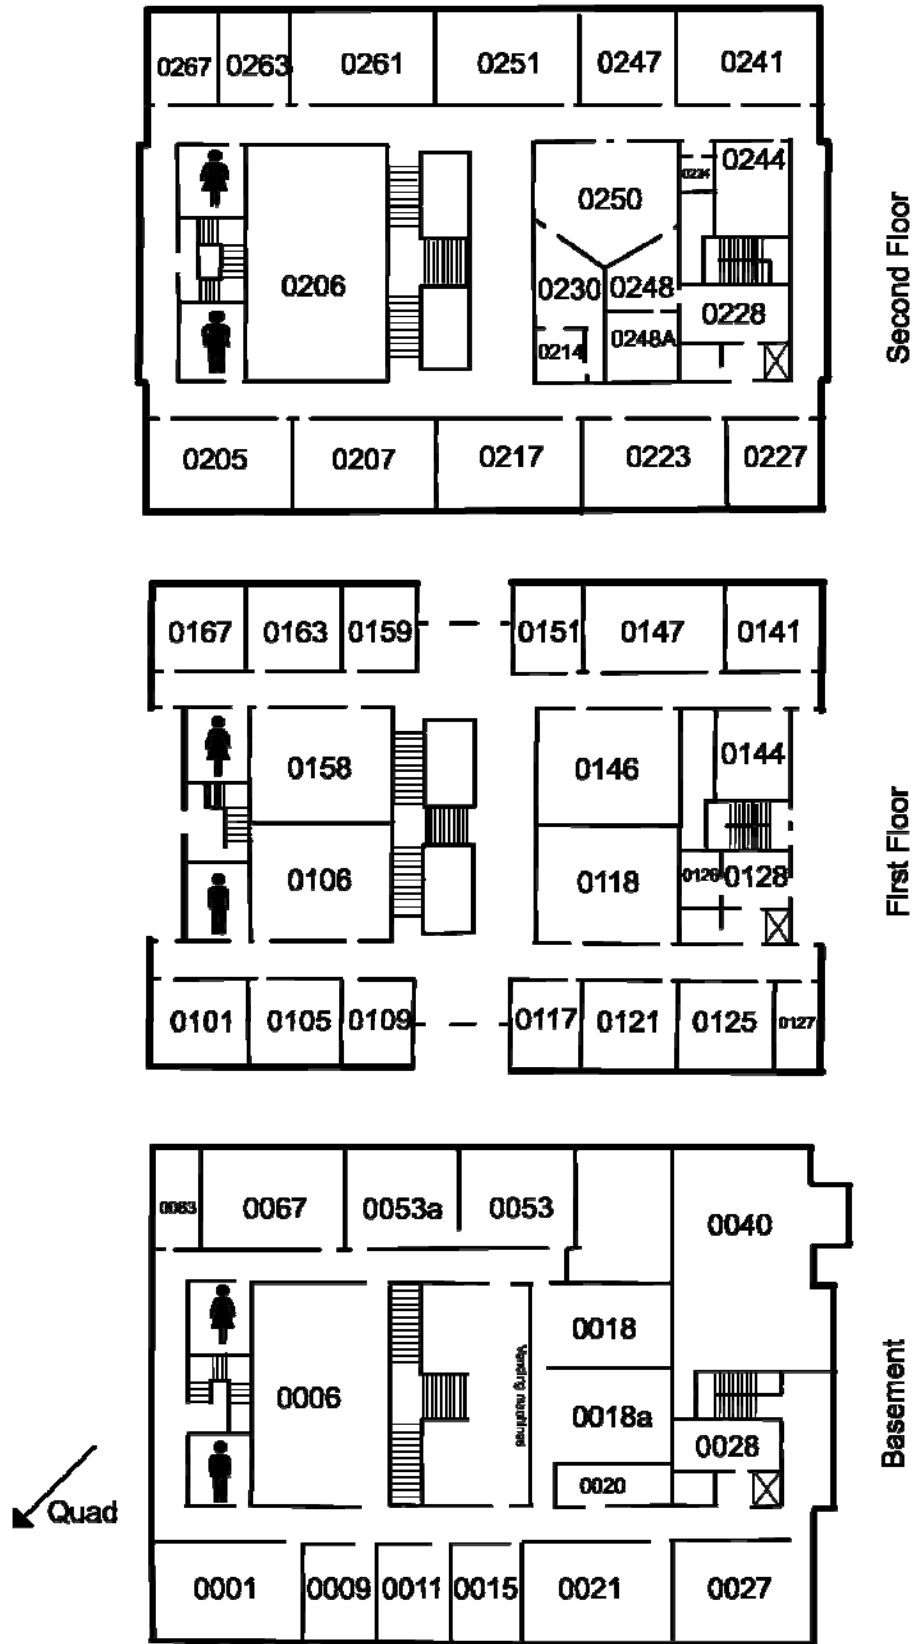 0267 0263 0261 0251 0247 0241
0244
0234
0250
0206
0230 0248
0228
0214 0248A
0205 0207 0217 0223 0227
Second Floor
0167 0163 0159 0151 0147 0141
0158 0146 0144
0106 0118 0126 0128
0101 0105 0109 0117 0121 0125 0127
First Floor
0063 0067 0053a 0053 0040
0018
Vending machines
0006
0018a
0028
0020
0001 0009 0011 0015 0021 0027
Basement
Quad